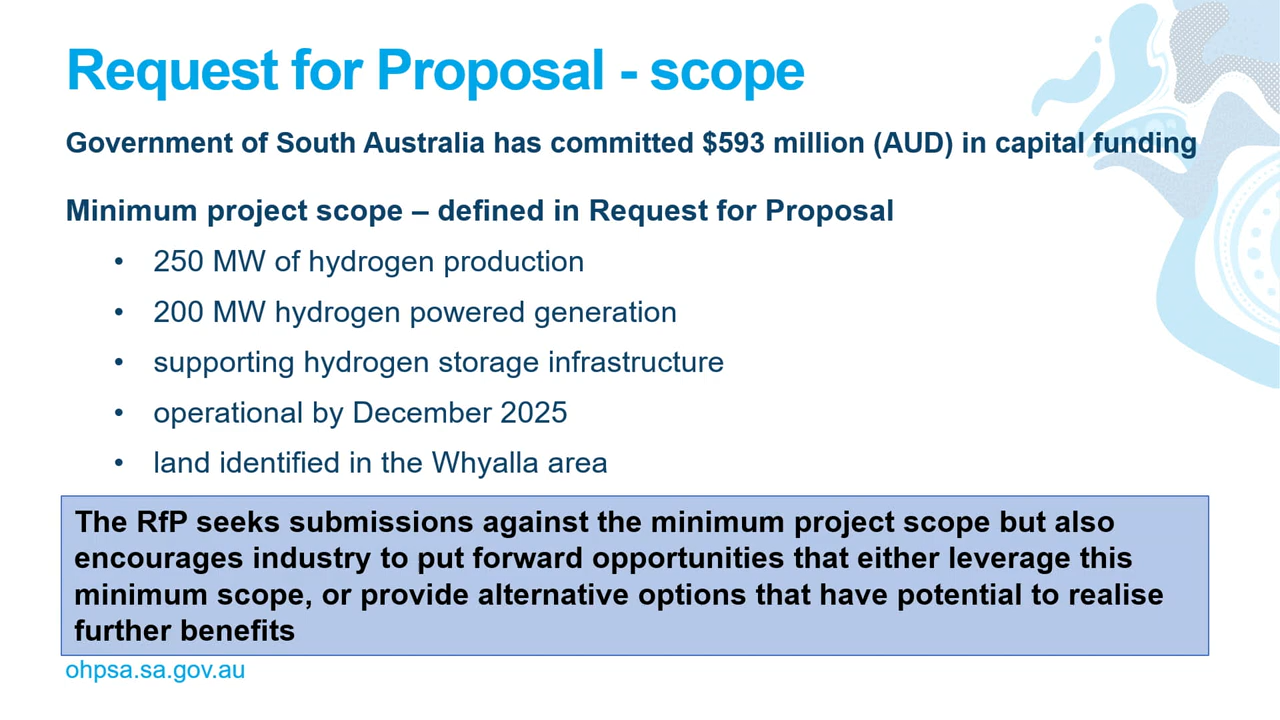 Request for Proposal - scope
Government of South Australia has committed $593 million (AUD) in capital funding
Minimum project scope – defined in Request for Proposal
• 250 MW of hydrogen production
• 200 MW hydrogen powered generation
• supporting hydrogen storage infrastructure
• operational by December 2025
• land identified in the Whyalla area
The RfP seeks submissions against the minimum project scope but also
encourages industry to put forward opportunities that either leverage this
minimum scope, or provide alternative options that have potential to realise
further benefits
ohpsa.sa.gov.au